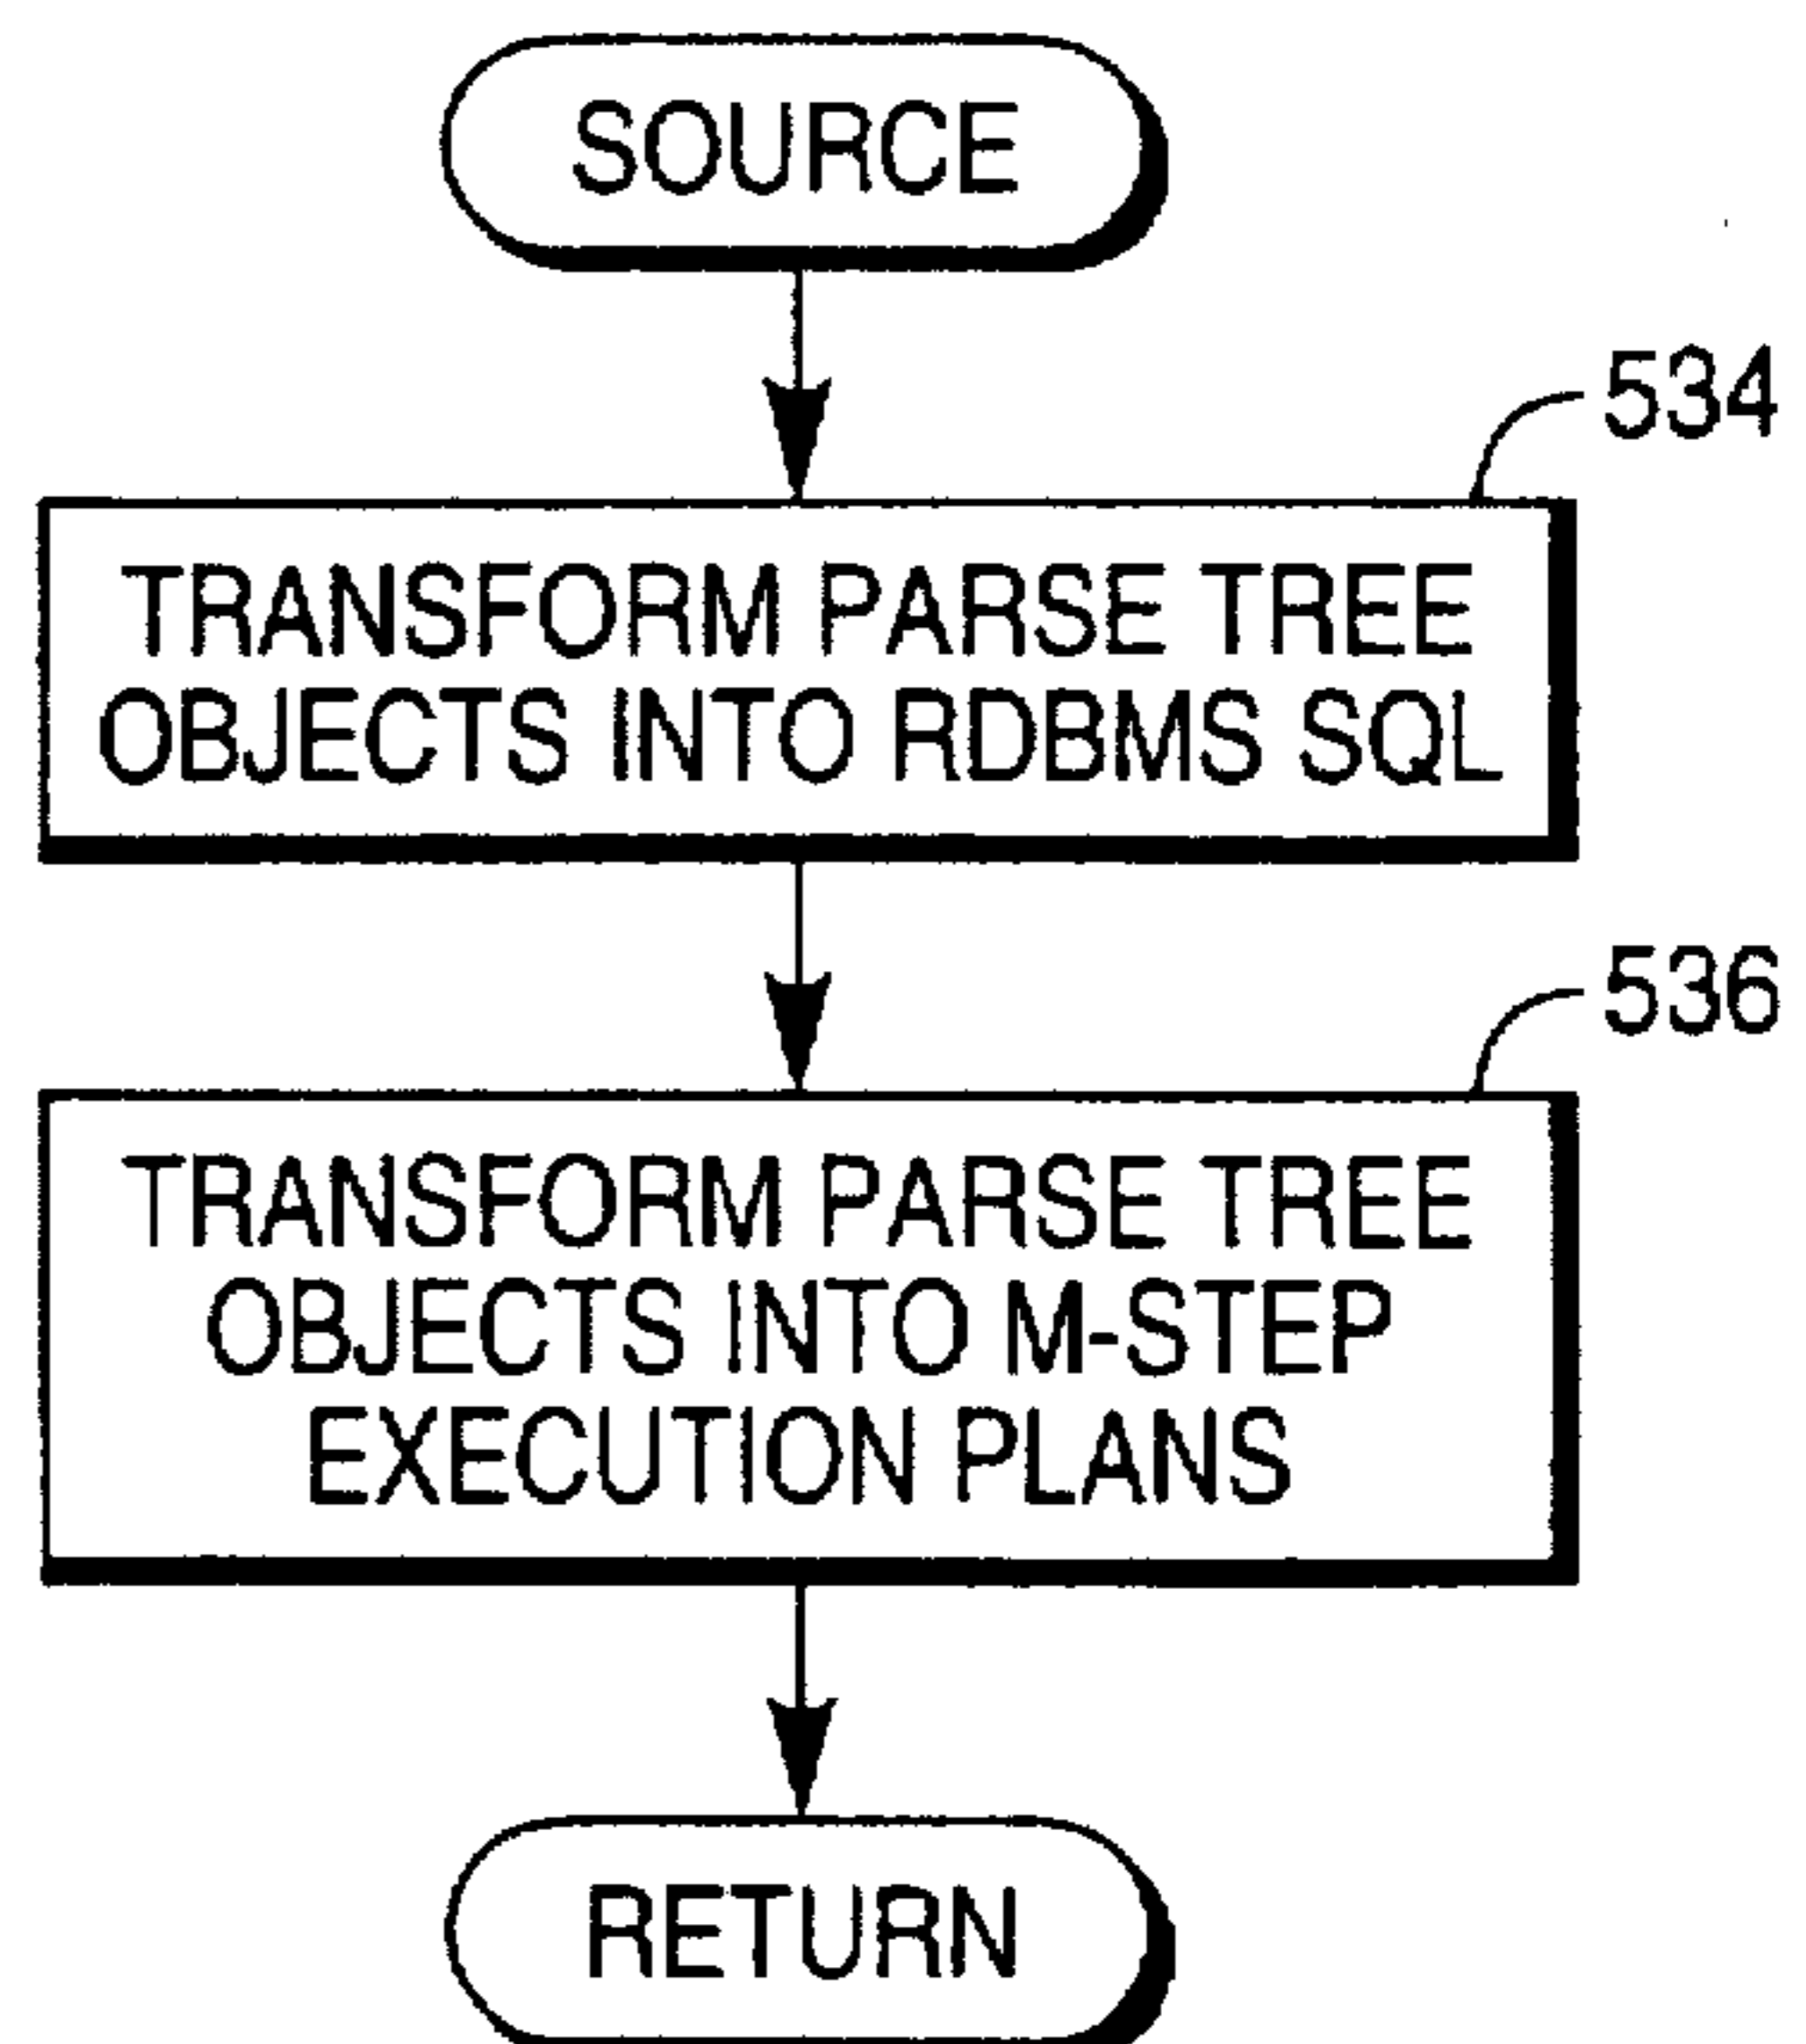 SOURCE
534
TRANSFORM PARSE TREE
OBJECTS INTO RDBMS SQL
536
TRANSFORM PARSE TREE
OBJECTS INTO M-STEP
EXECUTION PLANS
RETURN